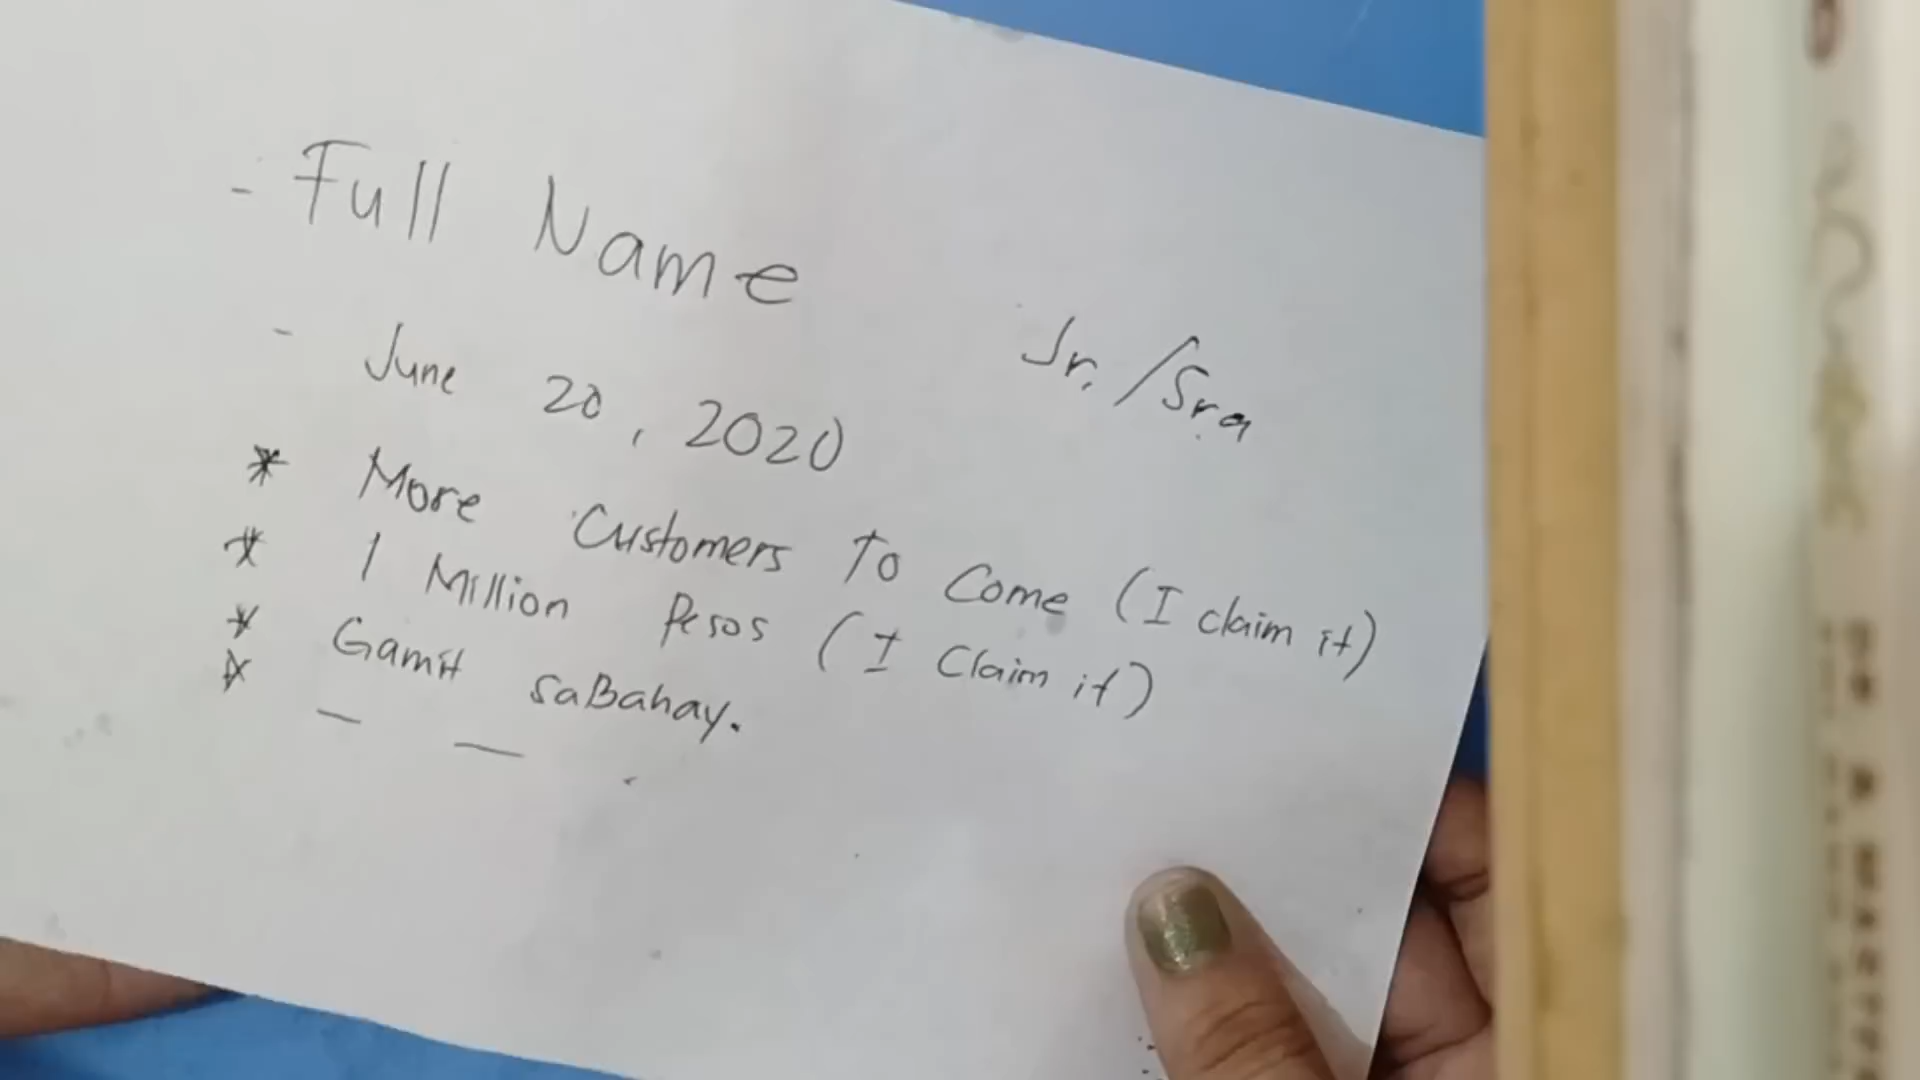 - Full Name
Jr. / Sra
- June 20, 2020
* More Customers To Come (I claim it)
* 1 Million Pesos (I Claim it)
* Gamit saBahay.
* — —